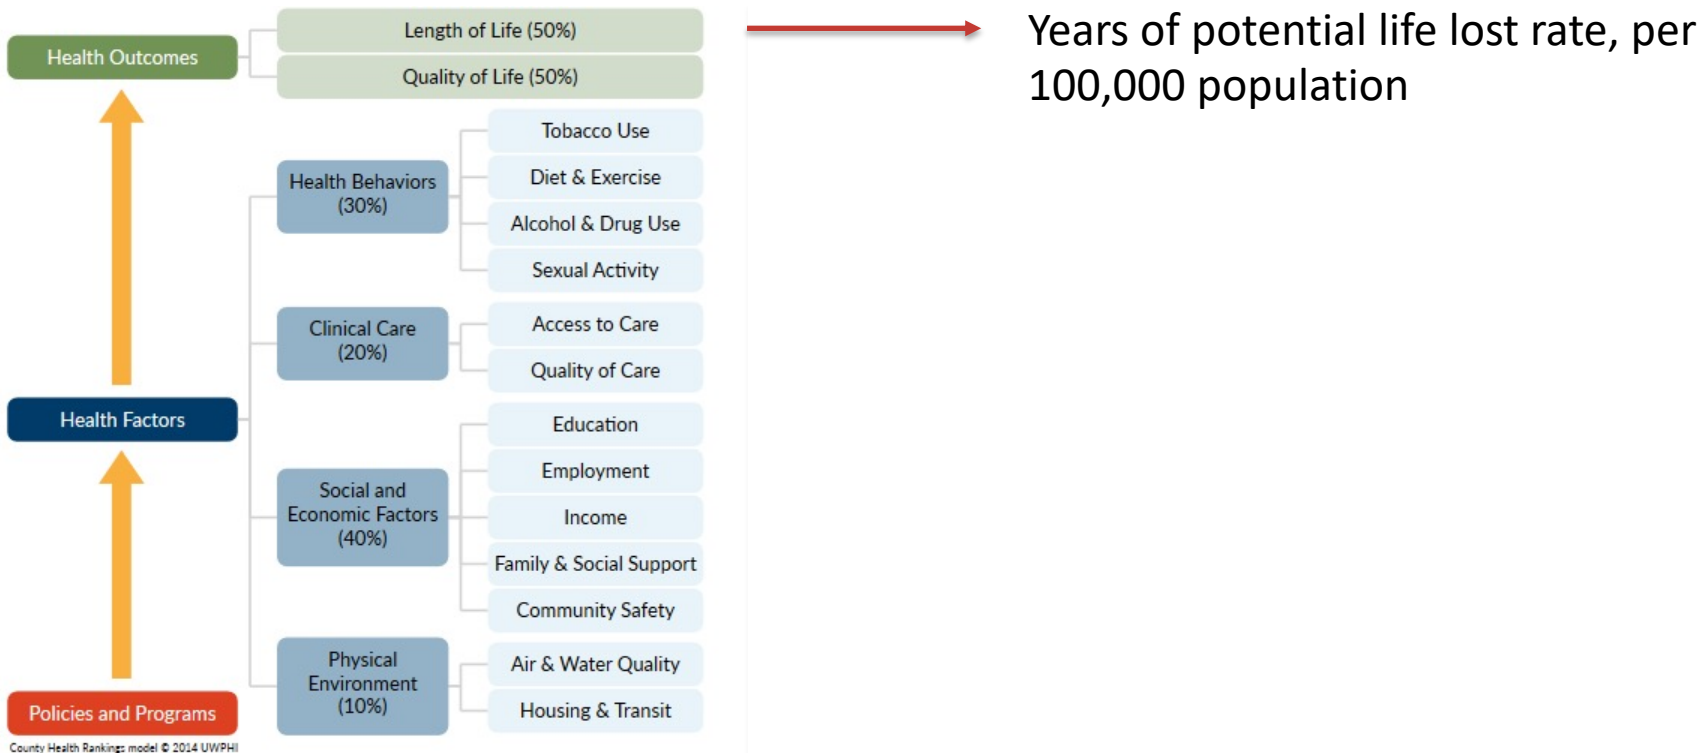 Health Outcomes
Length of Life (50%)
Quality of Life (50%)
Years of potential life lost rate, per
100,000 population
Health Factors
Health Behaviors
(30%)
Tobacco Use
Diet & Exercise
Alcohol & Drug Use
Sexual Activity
Clinical Care
(20%)
Access to Care
Quality of Care
Social and
Economic Factors
(40%)
Education
Employment
Income
Family & Social Support
Community Safety
Physical
Environment
(10%)
Air & Water Quality
Housing & Transit
Policies and Programs
County Health Rankings model © 2014 UWPHI